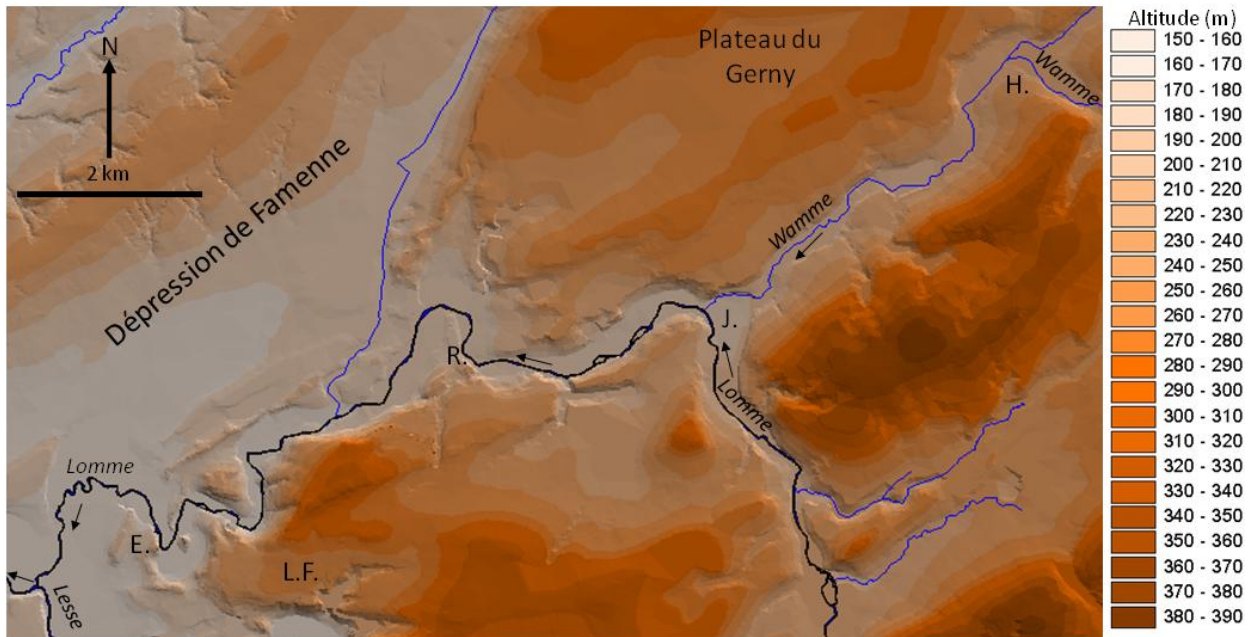 N
2 km
Dépression de Famenne
Plateau du
Gerny
H.
Wamme
Wamme
J.
Lomme
R.
Lomme
E.
L.F.
Lesse
Altitude (m)
150 - 160
160 - 170
170 - 180
180 - 190
190 - 200
200 - 210
210 - 220
220 - 230
230 - 240
240 - 250
250 - 260
260 - 270
270 - 280
280 - 290
290 - 300
300 - 310
310 - 320
320 - 330
330 - 340
340 - 350
350 - 360
360 - 370
370 - 380
380 - 390